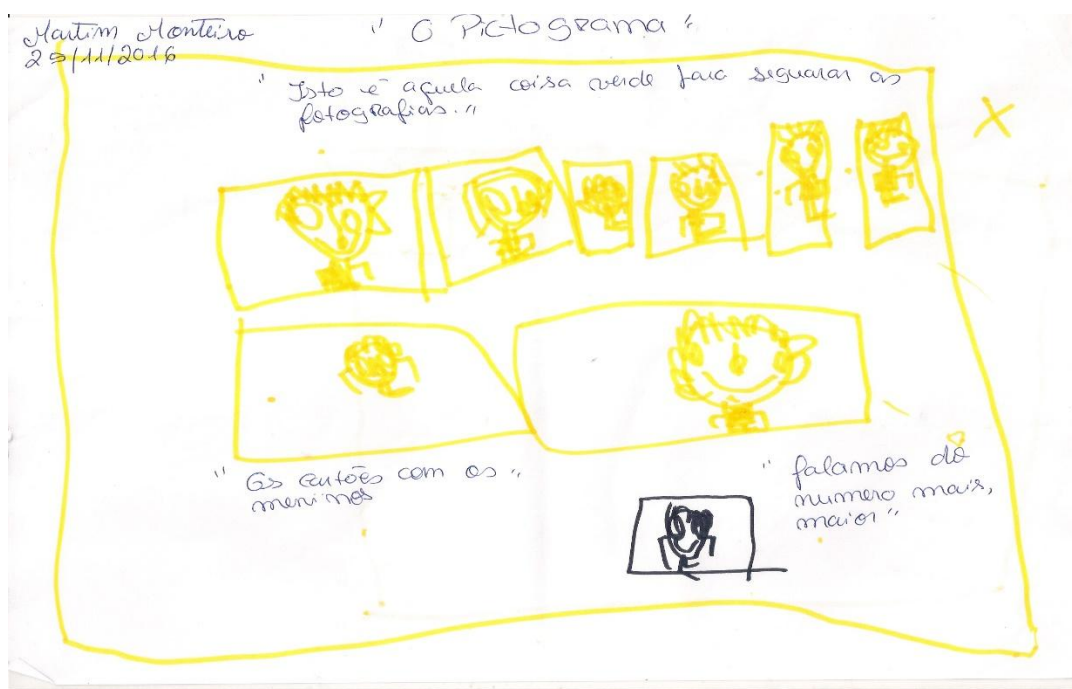 Martim Monteiro
" O Pictograma "
29/11/2016
" Isto é aquela coisa verde para seguarar as
fotografias. "
" Os cartões com os "
meninos
" falamos do
numero mais,
maior "